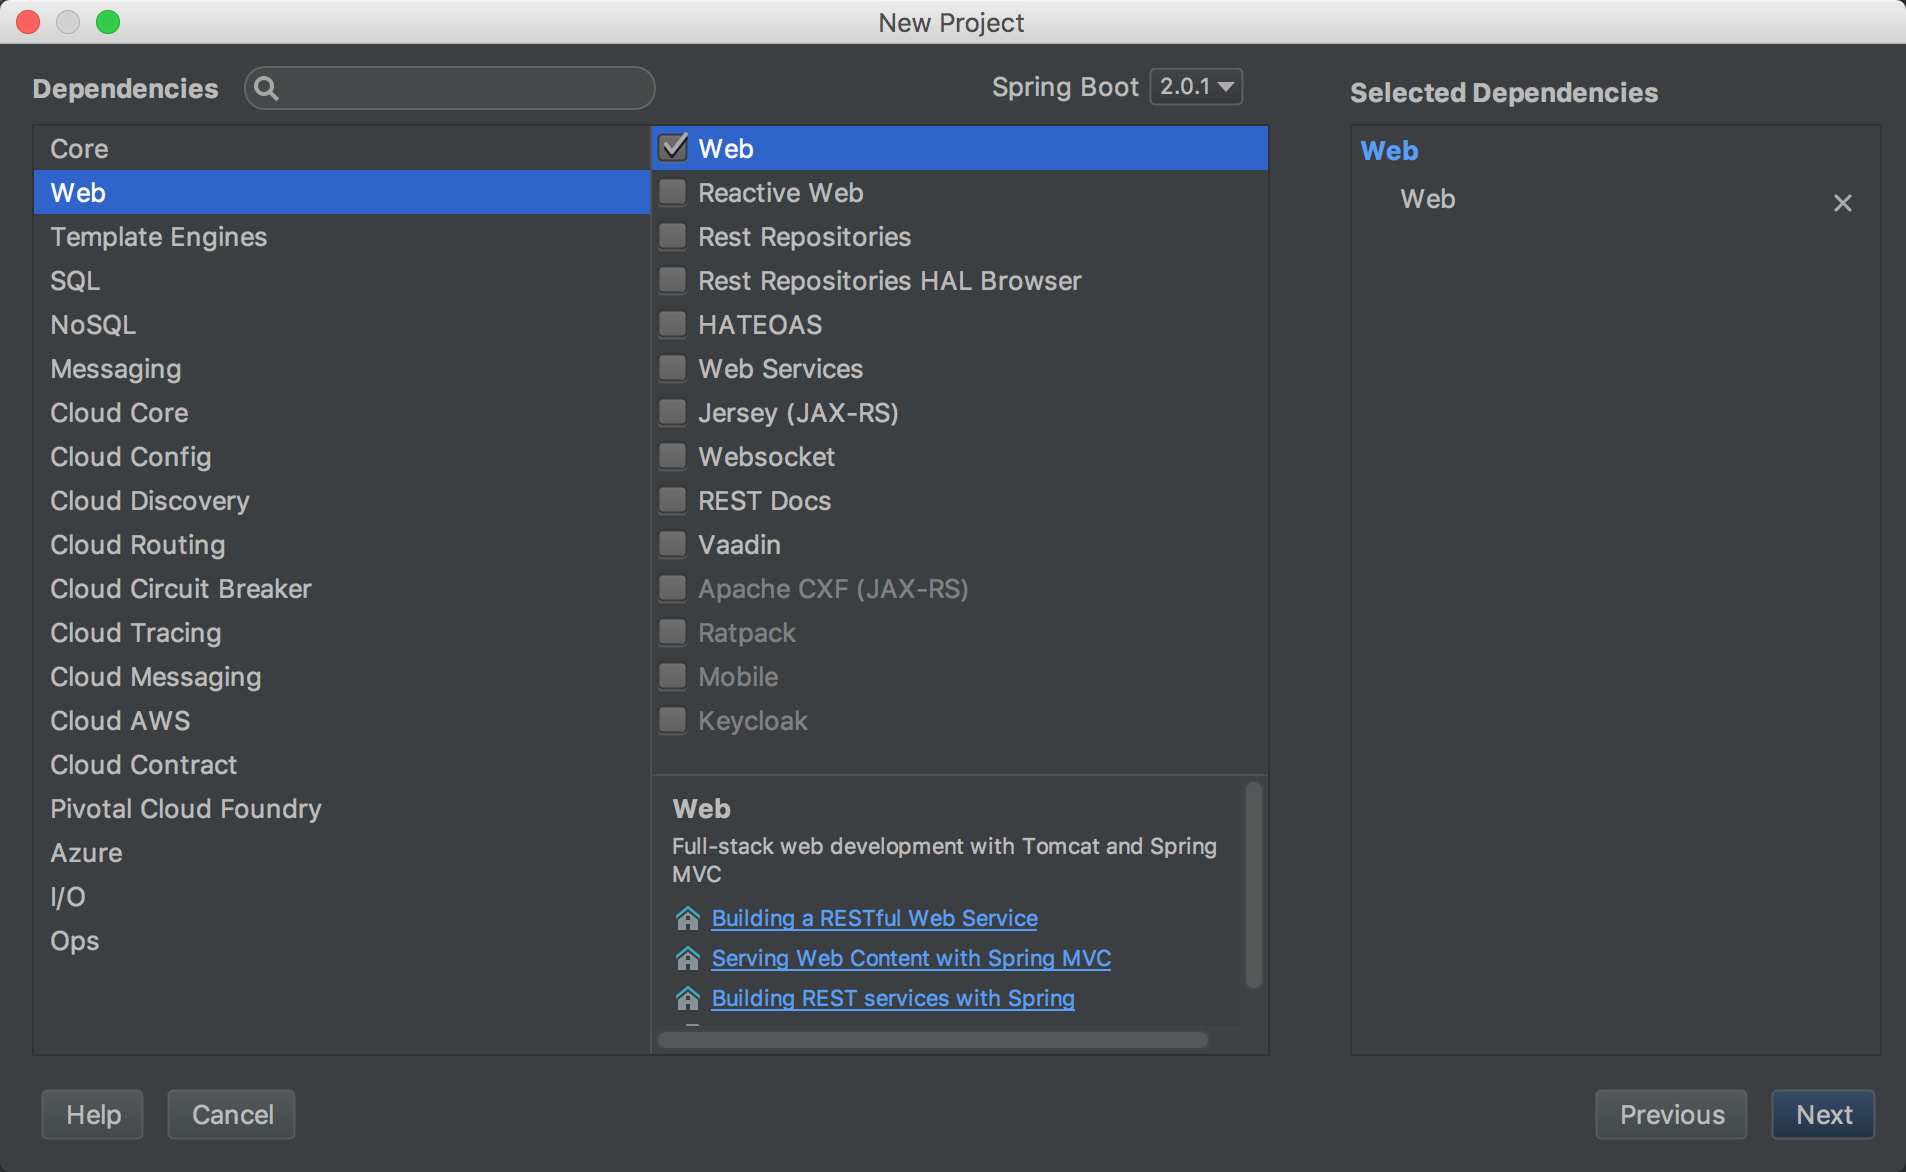 New Project
Dependencies
Spring Boot 2.0.1
Selected Dependencies
Core
Web
Template Engines
SQL
NoSQL
Messaging
Cloud Core
Cloud Config
Cloud Discovery
Cloud Routing
Cloud Circuit Breaker
Cloud Tracing
Cloud Messaging
Cloud AWS
Cloud Contract
Pivotal Cloud Foundry
Azure
I/O
Ops
Web
Reactive Web
Rest Repositories
Rest Repositories HAL Browser
HATEOAS
Web Services
Jersey (JAX-RS)
Websocket
REST Docs
Vaadin
Apache CXF (JAX-RS)
Ratpack
Mobile
Keycloak
Web
Full-stack web development with Tomcat and Spring
MVC
Building a RESTful Web Service
Serving Web Content with Spring MVC
Building REST services with Spring
Web
Web
Help
Cancel
Previous
Next